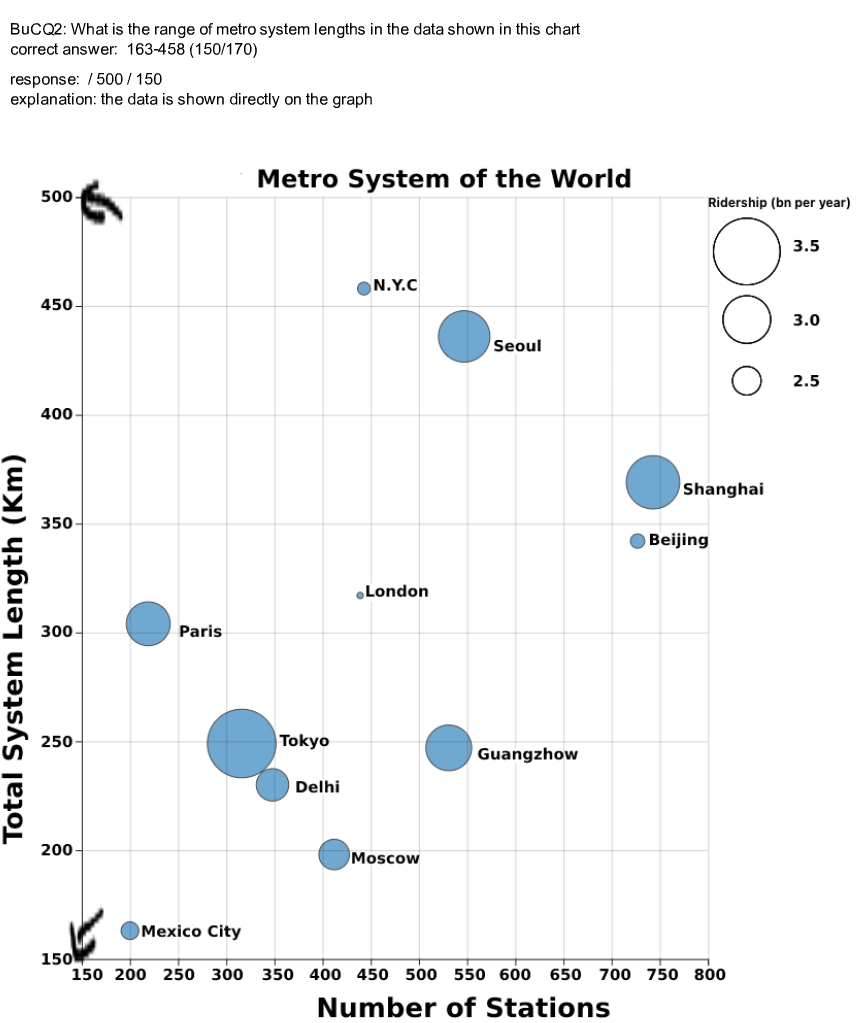 BuCQ2: What is the range of metro system lengths in the data shown in this chart
correct answer:  163-458 (150/170)
response:  / 500 / 150
explanation: the data is shown directly on the graph
Metro System of the World
Ridership (bn per year)
3.5
3.0
2.5
Total System Length (Km)
500
450
400
350
300
250
200
150
N.Y.C
Seoul
Shanghai
Beijing
London
Paris
Tokyo
Guangzhow
Delhi
Moscow
Mexico City
150 200 250 300 350 400 450 500 550 600 650 700 750 800
Number of Stations